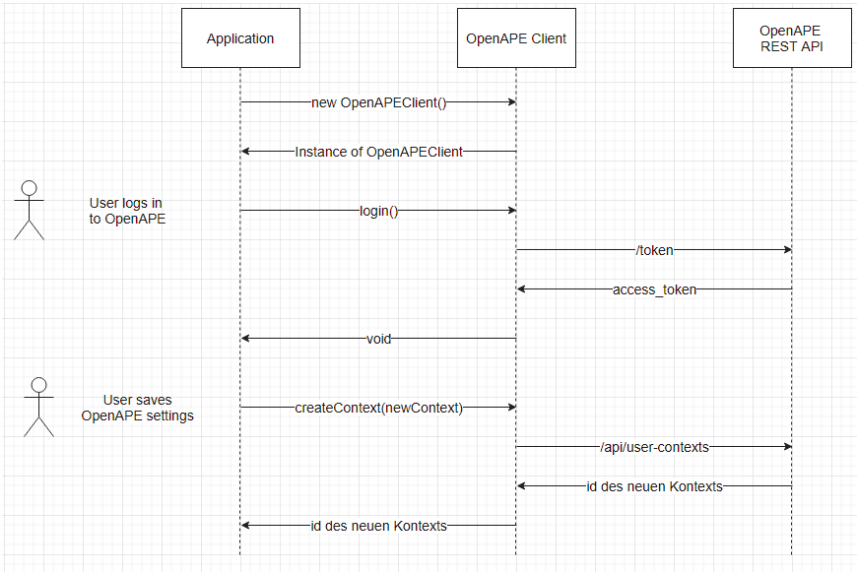 Application
OpenAPE Client
OpenAPE
REST API
new OpenAPEClient()
Instance of OpenAPEClient
User logs in
to OpenAPE
login()
/token
access_token
void
User saves
OpenAPE settings
createContext(newContext)
/api/user-contexts
id des neuen Kontexts
id des neuen Kontexts